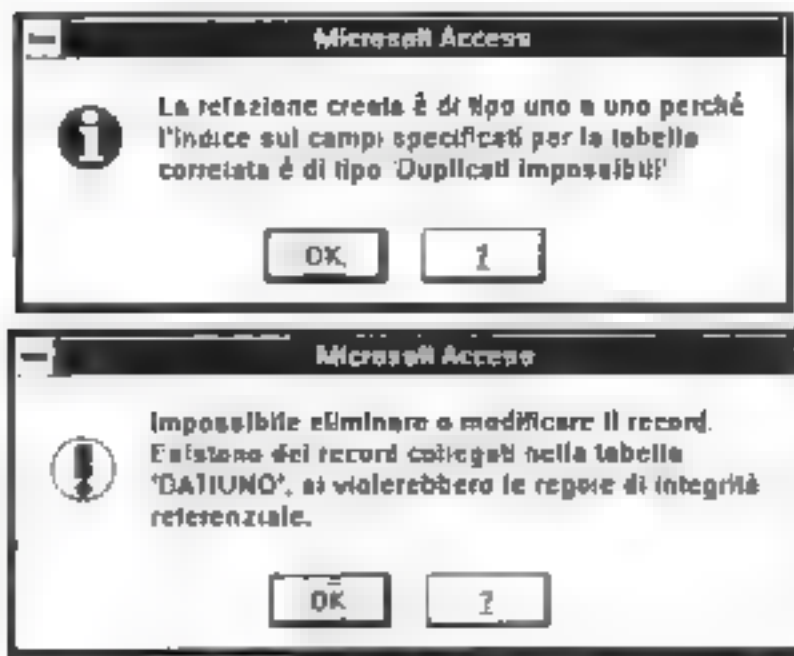 Microsoft Access
La relazione creata è di tipo uno a uno perché
l'indice sui campi specificati per la tabella
correlata è di tipo 'Duplicati impossibili'
OK
?
Microsoft Access
Impossibile eliminare o modificare il record.
Esistono dei record collegati nella tabella
'DATIUNO', si violerebbero le regole di integrità
referenziale.
OK
?